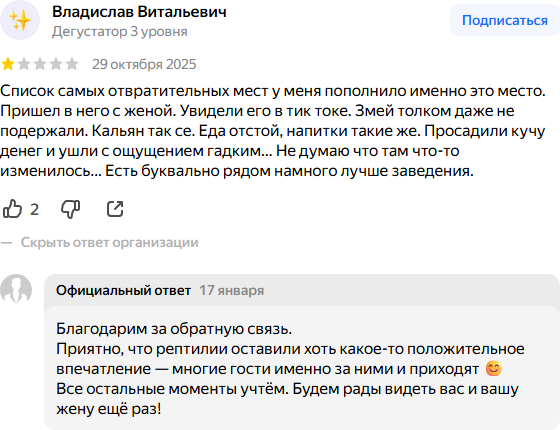 Владислав Витальевич
Дегустатор 3 уровня
Подписаться
29 октября 2025
Список самых отвратительных мест у меня пополнило именно это место.
Пришел в него с женой. Увидели его в тик токе. Змей толком даже не
подержали. Кальян так се. Еда отстой, напитки такие же. Просадили кучу
денег и ушли с ощущением гадким... Не думаю что там что-то
изменилось... Есть буквально рядом намного лучше заведения.
2
— Скрыть ответ организации
Официальный ответ 17 января
Благодарим за обратную связь.
Приятно, что рептилии оставили хоть какое-то положительное
впечатление — многие гости именно за ними и приходят 😊
Все остальные моменты учтём. Будем рады видеть вас и вашу
жену ещё раз!